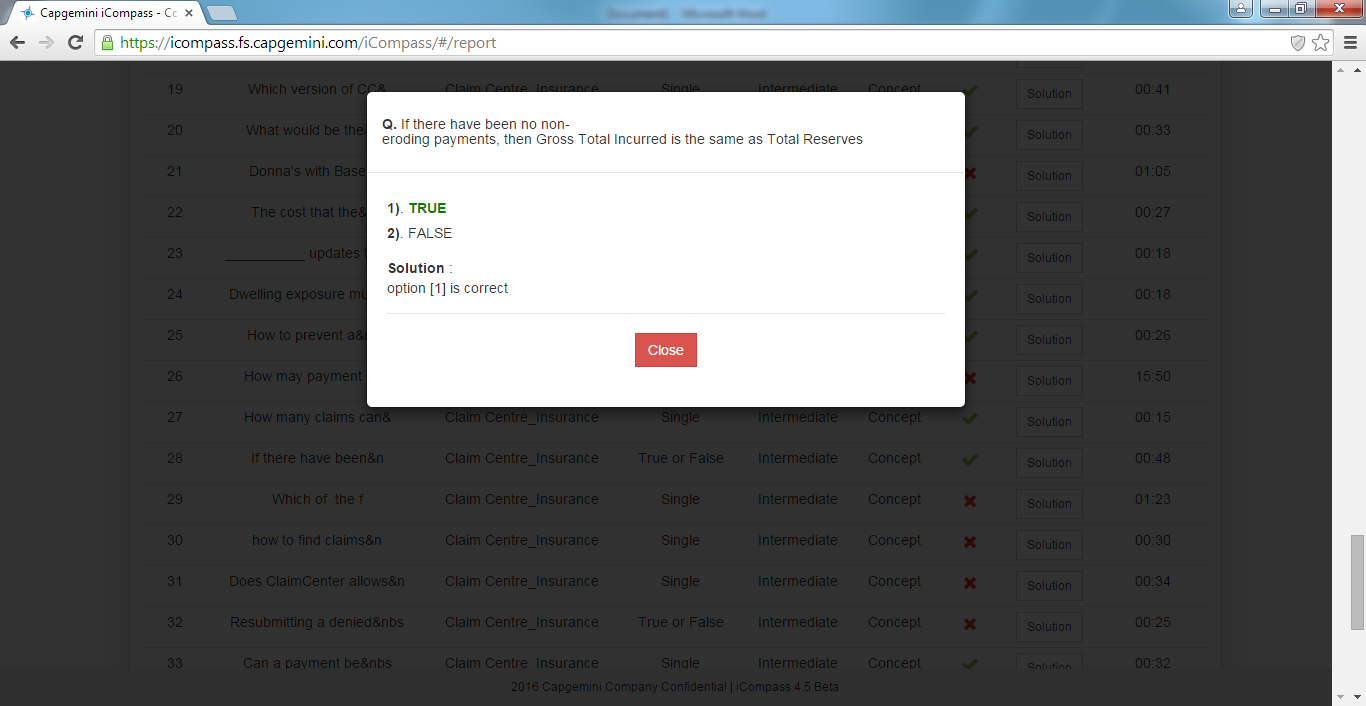 Capgemini iCompass - Co
Document1 - Microsoft Word
https://icompass.fs.capgemini.com/iCompass/#/report
19 Which version of CC& Claim Centre_Insurance Single Intermediate Concept Solution 00:41
Q. If there have been no non-
eroding payments, then Gross Total Incurred is the same as Total Reserves
20 What would be the& Solution 00:33
21 Donna's with Base Solution 01:05
1). TRUE
22 The cost that the& Solution 00:27
2). FALSE
23 __________ updates Solution 00:18
Solution :
option [1] is correct
24 Dwelling exposure mu Solution 00:18
25 How to prevent a& Solution 00:26
Close
26 How may payment Solution 15:50
27 How many claims can& Claim Centre_Insurance Single Intermediate Concept Solution 00:15
28 If there have been&n Claim Centre_Insurance True or False Intermediate Concept Solution 00:48
29 Which of the f Claim Centre_Insurance Single Intermediate Concept Solution 01:23
30 how to find claims&n Claim Centre_Insurance Single Intermediate Concept Solution 00:30
31 Does ClaimCenter allows&n Claim Centre_Insurance Single Intermediate Concept Solution 00:34
32 Resubmitting a denied&nbs Claim Centre_Insurance True or False Intermediate Concept Solution 00:25
33 Can a payment be&nbs Claim Centre_Insurance Single Intermediate Concept Solution 00:32
2016 Capgemini Company Confidential | iCompass 4.5 Beta